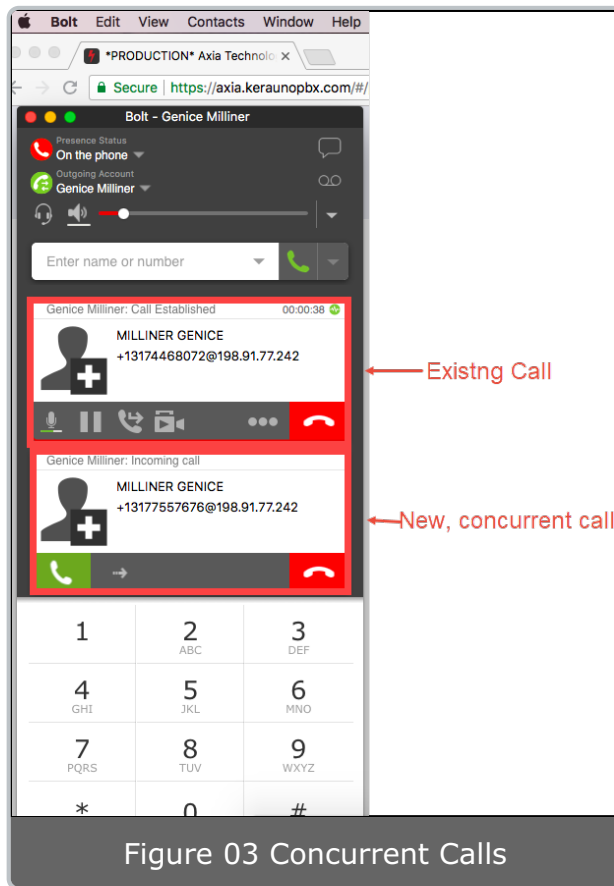 Bolt Edit View Contacts Window Help
*PRODUCTION* Axia Technolo ×
Secure | https://axia.keraunopbx.com/#/
Bolt - Genice Milliner
Presence Status
On the phone
Outgoing Account
Genice Milliner
Enter name or number
Genice Milliner: Call Established 00:00:38
MILLINER GENICE
+13174468072@198.91.77.242
Existng Call
Genice Milliner: Incoming call
MILLINER GENICE
+13177557676@198.91.77.242
New, concurrent call
1 2 3
ABC DEF
4 5 6
GHI JKL MNO
7 8 9
PQRS TUV WXYZ
* 0 #
Figure 03 Concurrent Calls